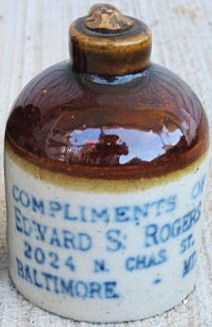 COMPLIMENTS OF
EDWARD S. ROGERS
2024 N. CHAS. ST.
BALTIMORE - MD